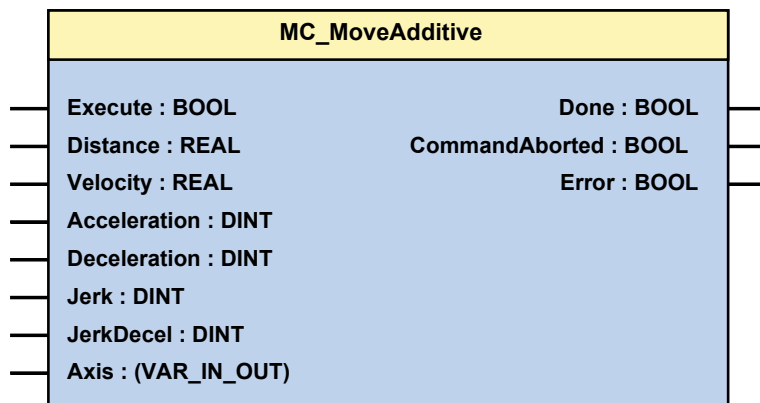 MC_MoveAdditive
Execute : BOOL Done : BOOL
Distance : REAL CommandAborted : BOOL
Velocity : REAL Error : BOOL
Acceleration : DINT
Deceleration : DINT
Jerk : DINT
JerkDecel : DINT
Axis : (VAR_IN_OUT)